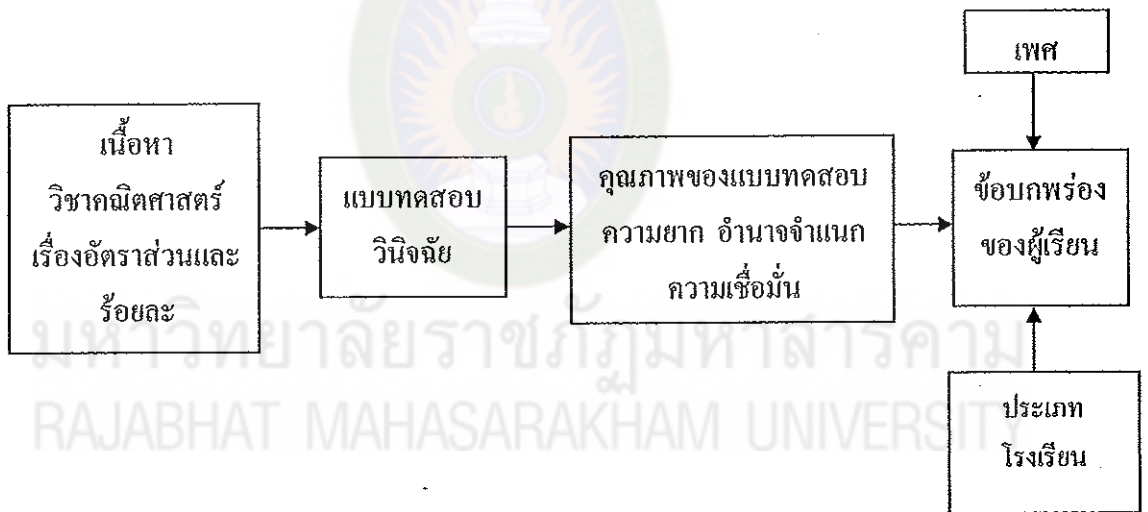 เพศ
เนื้อหา
วิชาคณิตศาสตร์
เรื่องอัตราส่วนและ
ร้อยละ
แบบทดสอบ
วินิจฉัย
คุณภาพของแบบทดสอบ
ความยาก อำนาจจำแนก
ความเชื่อมั่น
ข้อบกพร่อง
ของผู้เรียน
ประเภท
โรงเรียน
มหาวิทยาลัยราชภัฏมหาสารคาม
RAJABHAT MAHASARAKHAM UNIVERSITY